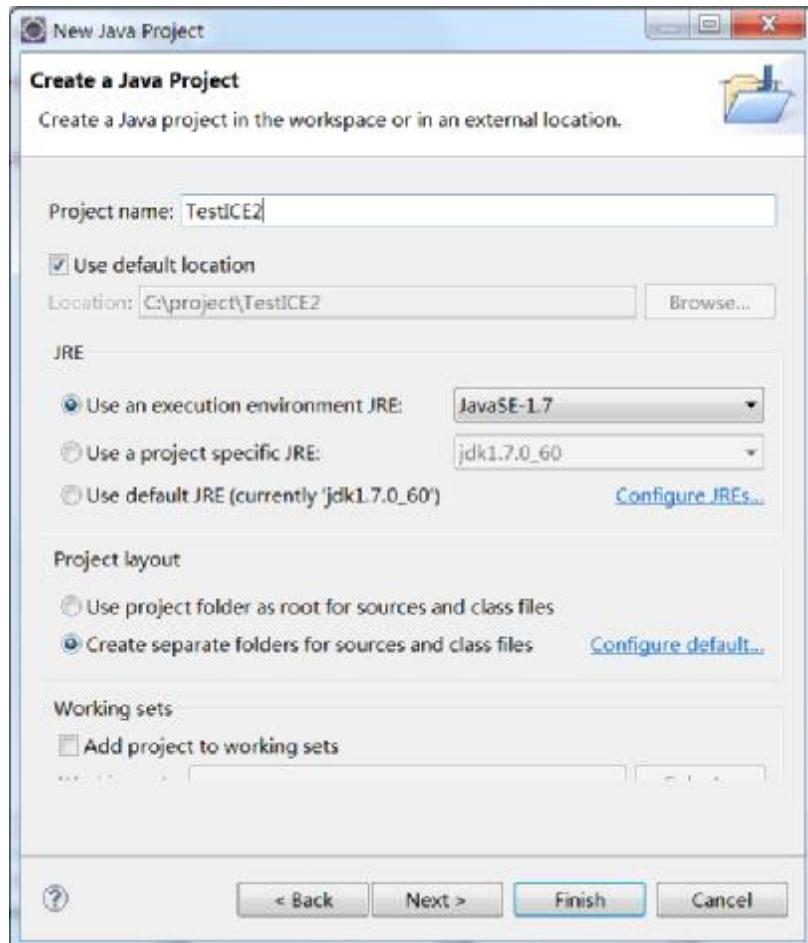 New Java Project
Create a Java Project
Create a Java project in the workspace or in an external location.
Project name: TestICE2
Use default location
Location: C:\project\TestICE2 Browse...
JRE
Use an execution environment JRE: JavaSE-1.7
Use a project specific JRE: jdk1.7.0_60
Use default JRE (currently 'jdk1.7.0_60') Configure JREs...
Project layout
Use project folder as root for sources and class files
Create separate folders for sources and class files Configure default...
Working sets
Add project to working sets
? < Back Next > Finish Cancel